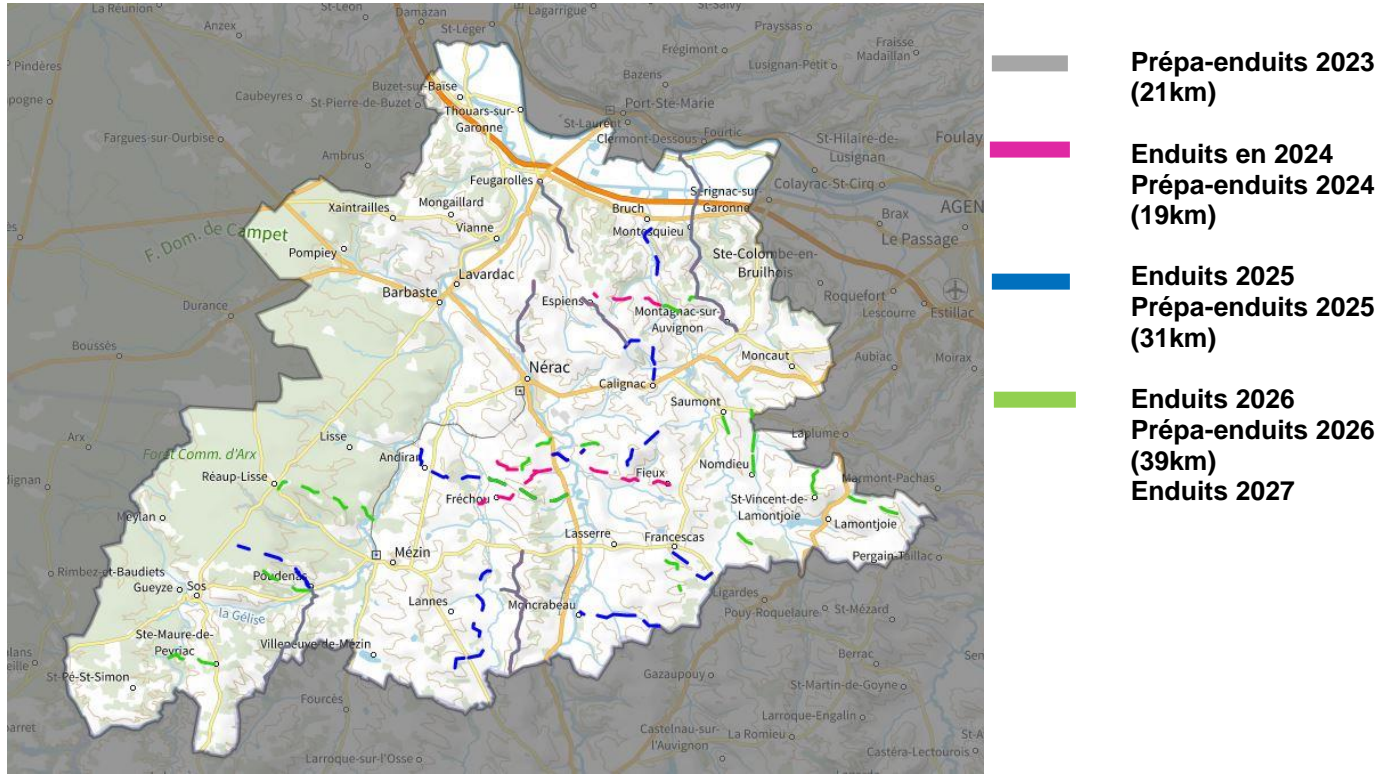 La Réunion
St-Léon
Damazan
Lagarrigue
St-Salvy
Anzex
St-Léger
Prayssas
Frégimont
Fraisse
Madaillan
Lusignan-Petit
Pindères
Bazens
Buzet-sur-
Baïse
Caubeyres
St-Pierre-de-Buzet
Port-Ste-Marie
Thouars-sur-
Garonne
St-Laurent
Clermont-Dessous
Fourtic
St-Hilaire-de-
Lusignan
Foulay
Fargues-sur-Ourbise
Ambrus
Feugarolles
Colayrac-St-Cirq
Sérignac-sur-
Garonne
AGEN
Xaintrailles
Mongaillard
Bruch
Brax
Vianne
Montesquieu
Le Passage
F. Dom. de Campet
Pompiey
Ste-Colombe-en-
Bruilhois
Lavardac
Barbaste
Espiens
Roquefort
Durance
Montagnac-sur-
Auvignon
Lescourre
Estillac
Boussès
Moncaut
Aubiac
Moirax
Nérac
Calignac
Saumont
Arx
Lisse
Laplume
Forêt Comm. d'Arx
Andiran
Réaup-Lisse
Fieux
Nomdieu
Marmont-Pachas
Fréchou
St-Vincent-de-
Lamontjoie
Meylan
Lamontjoie
Lasserre
Francescas
Mézin
Pergain-Taillac
Rimbez-et-Baudiets
Poudenas
Gueyze
Sos
Ligardes
Lannes
Moncrabeau
Pouy-Roquelaure
St-Mézard
la Gélise
Ste-Maure-de-
Peyriac
Villeneuve-de-Mézin
Berrac
St-Pé-St-Simon
Gazaupouy
St-Martin-de-Goyne
Fourcès
Larroque-Engalin
Castelnau-sur-
l'Auvignon
La Romieu
Castéra-Lectourois
Larroque-sur-l'Osse
Prépa-enduits 2023
(21km)
Enduits en 2024
Prépa-enduits 2024
(19km)
Enduits 2025
Prépa-enduits 2025
(31km)
Enduits 2026
Prépa-enduits 2026
(39km)
Enduits 2027